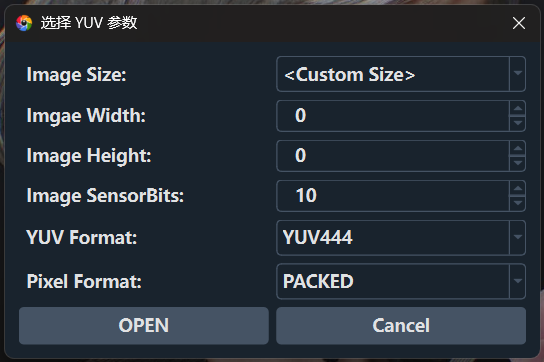 选择 YUV 参数
Image Size: <Custom Size>
Imgae Width: 0
Image Height: 0
Image SensorBits: 10
YUV Format: YUV444
Pixel Format: PACKED
OPEN Cancel